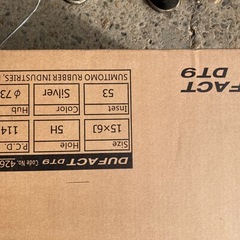 DUFACT DT9
DUFACT DT9 Code No. 426
Size 15×6J Hole 5H P.C.D. 114
Inset 53 Color Silver Hub φ73
SUMITOMO RUBBER INDUSTRIES,